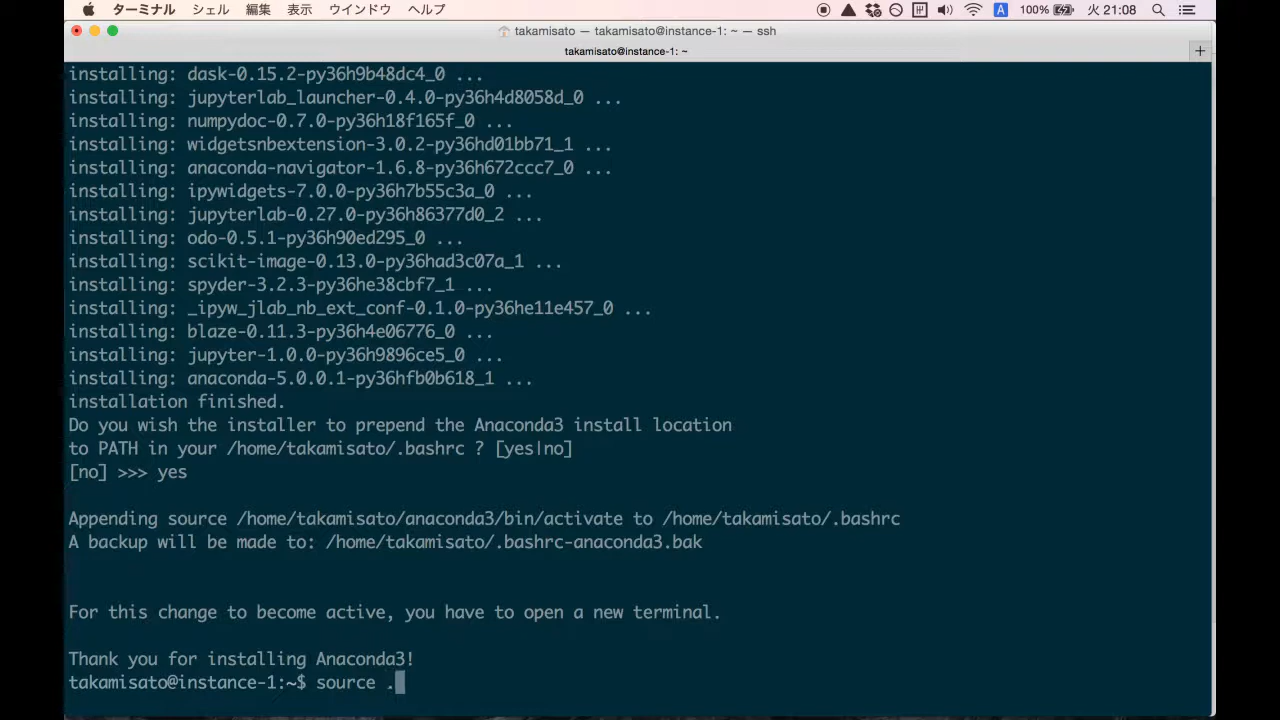 ターミナル シェル 編集 表示 ウインドウ ヘルプ A 100% 火 21:08
takamisato — takamisato@instance-1: ~ — ssh
takamisato@instance-1: ~ +
installing: dask-0.15.2-py36h9b48dc4_0 ...
installing: jupyterlab_launcher-0.4.0-py36h4d8058d_0 ...
installing: numpydoc-0.7.0-py36h18f165f_0 ...
installing: widgetsnbextension-3.0.2-py36hd01bb71_1 ...
installing: anaconda-navigator-1.6.8-py36h672ccc7_0 ...
installing: ipywidgets-7.0.0-py36h7b55c3a_0 ...
installing: jupyterlab-0.27.0-py36h86377d0_2 ...
installing: odo-0.5.1-py36h90ed295_0 ...
installing: scikit-image-0.13.0-py36had3c07a_1 ...
installing: spyder-3.2.3-py36he38cbf7_1 ...
installing: _ipyw_jlab_nb_ext_conf-0.1.0-py36he11e457_0 ...
installing: blaze-0.11.3-py36h4e06776_0 ...
installing: jupyter-1.0.0-py36h9896ce5_0 ...
installing: anaconda-5.0.0.1-py36hfb0b618_1 ...
installation finished.
Do you wish the installer to prepend the Anaconda3 install location
to PATH in your /home/takamisato/.bashrc ? [yes|no]
[no] >>> yes
Appending source /home/takamisato/anaconda3/bin/activate to /home/takamisato/.bashrc
A backup will be made to: /home/takamisato/.bashrc-anaconda3.bak
For this change to become active, you have to open a new terminal.
Thank you for installing Anaconda3!
takamisato@instance-1:~$ source .